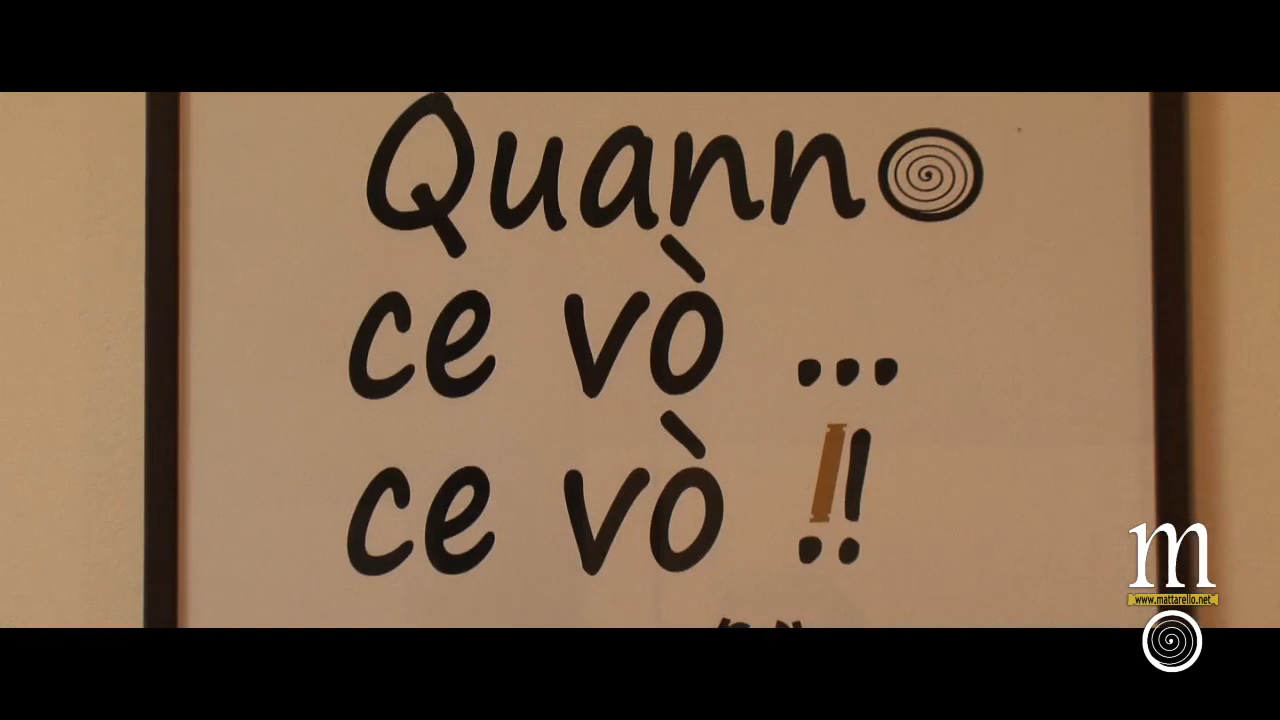 Quanno
ce vò ...
ce vò !!
m
www.mattarello.net